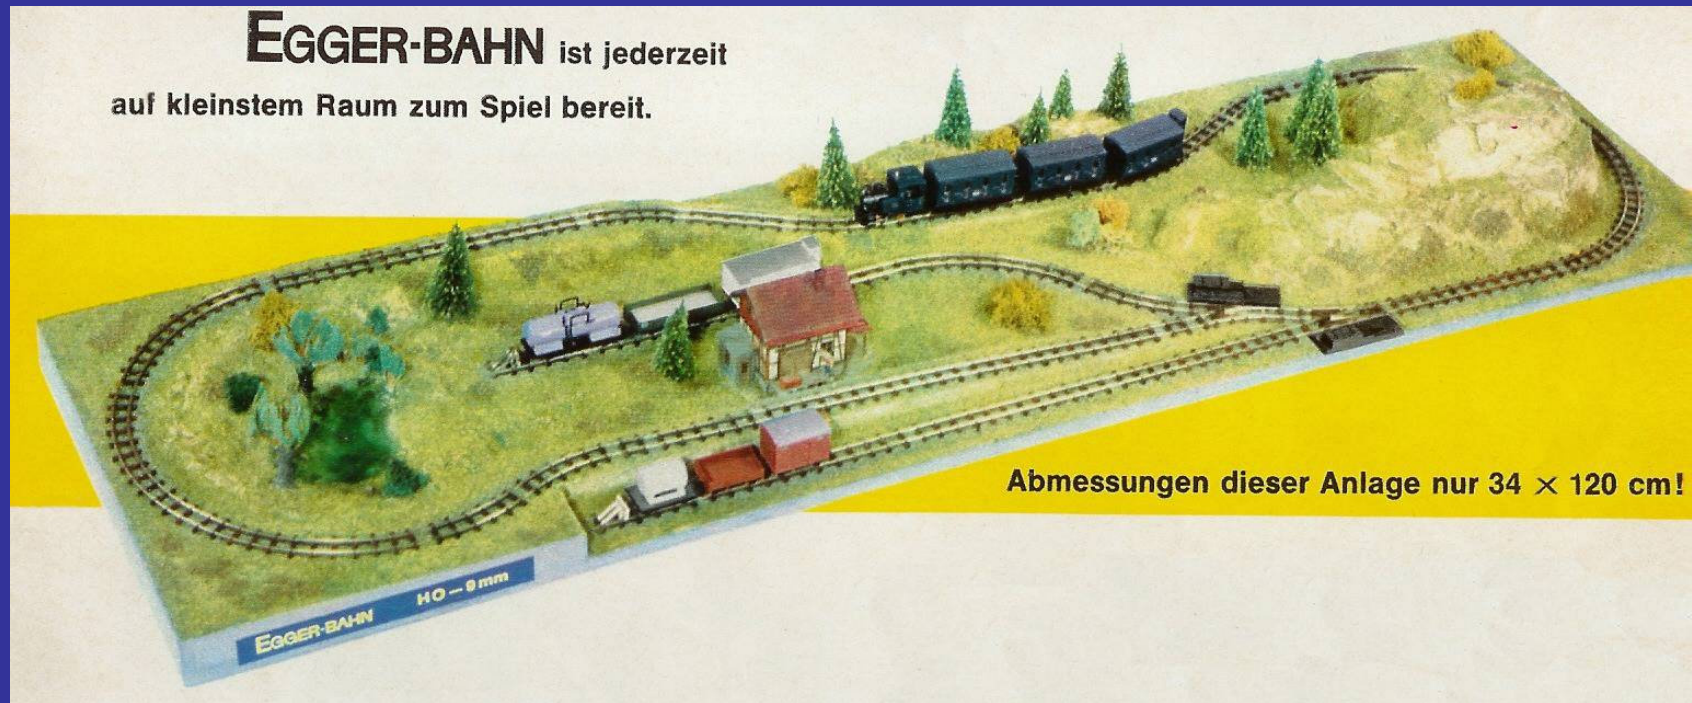 EGGER-BAHN ist jederzeit
auf kleinstem Raum zum Spiel bereit.
Abmessungen dieser Anlage nur 34 × 120 cm!
EGGER-BAHN HO–9mm